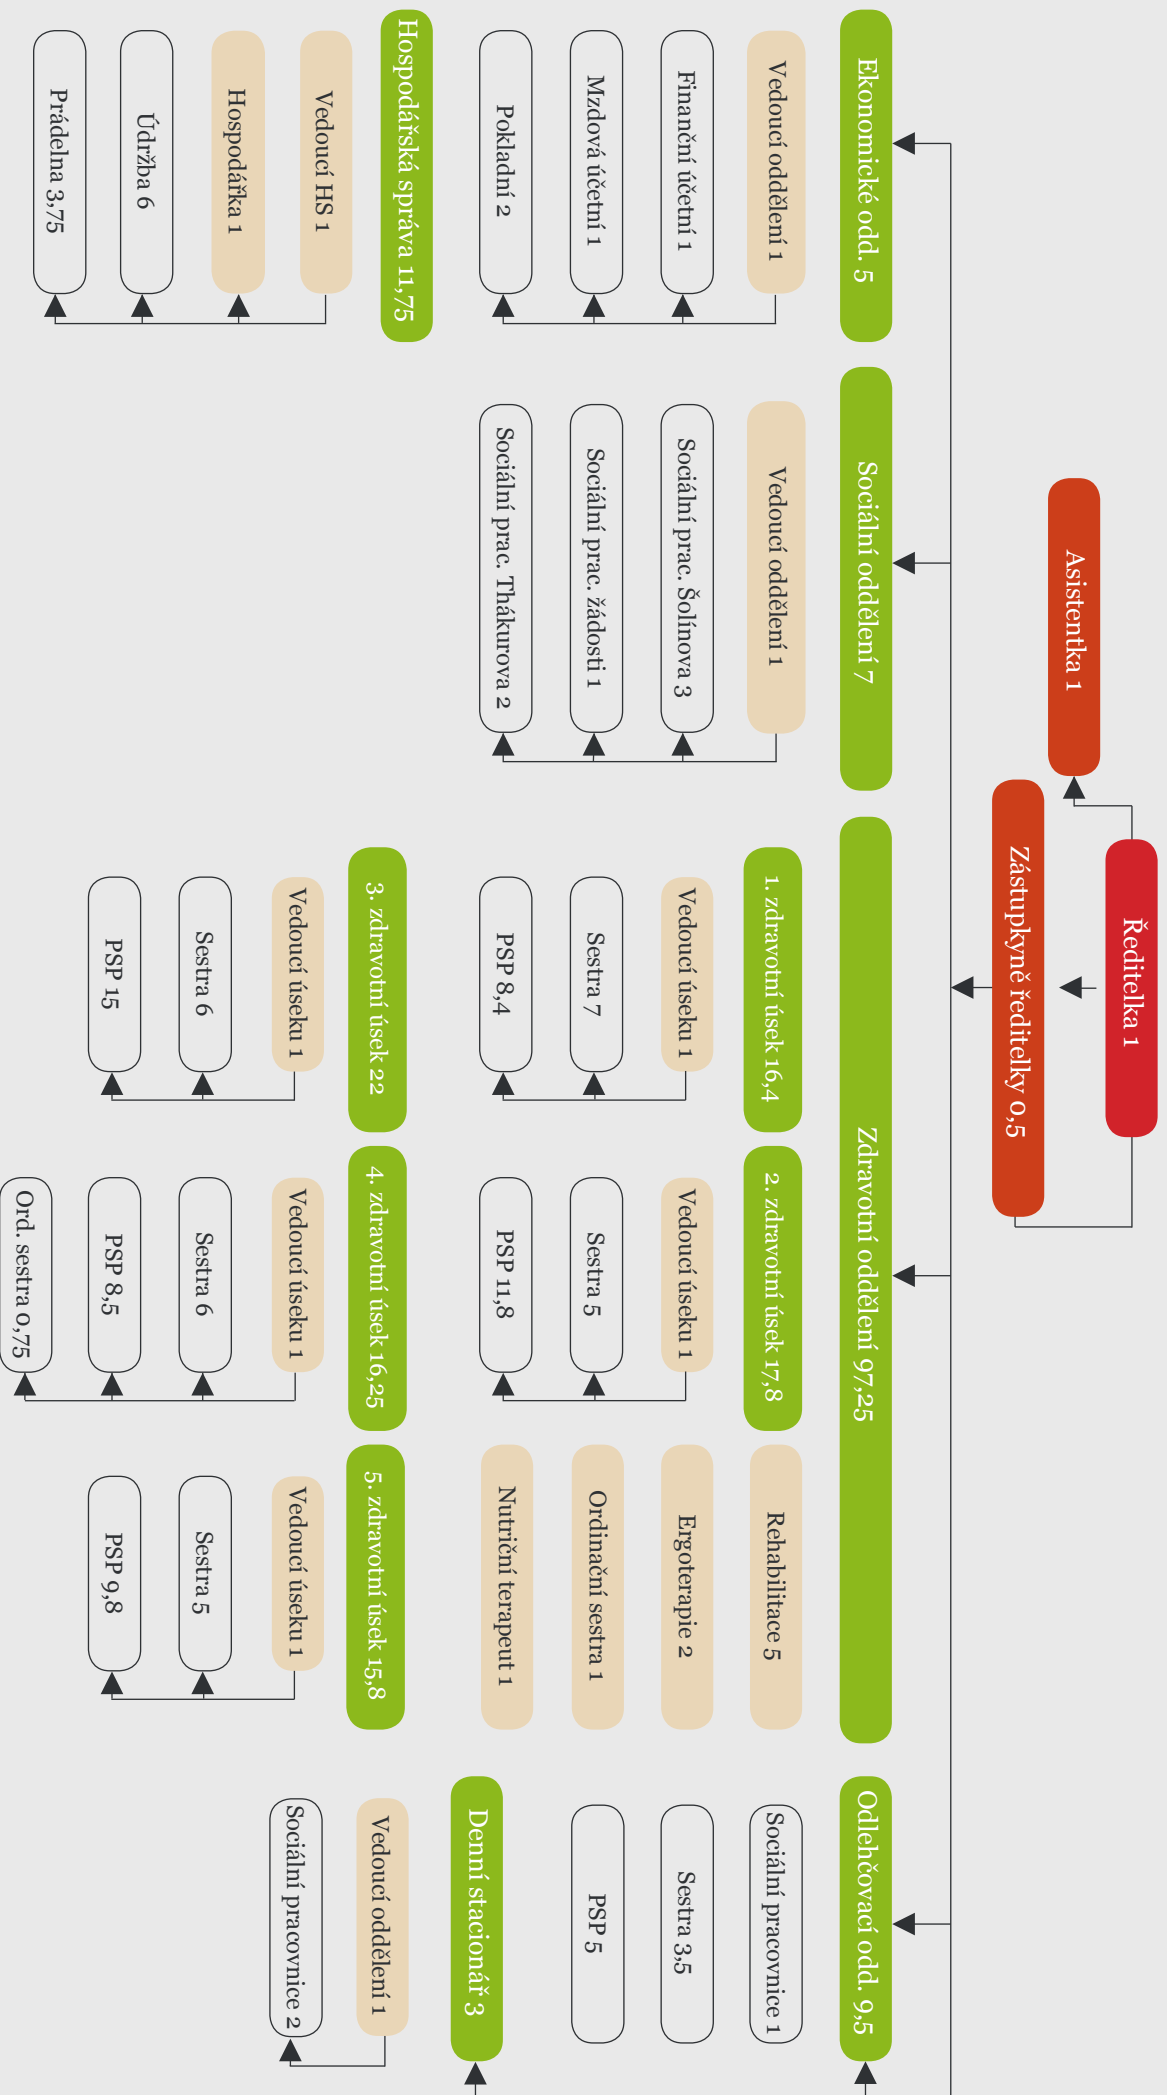 Ředitelka 1
Asistentka 1
Zástupkyně ředitelky 0,5
Ekonomické odd. 5
Vedoucí oddělení 1
Finanční účetní 1
Mzdová účetní 1
Pokladní 2
Hospodářská správa 11,75
Vedoucí HS 1
Hospodářka 1
Údržba 6
Prádelna 3,75
Sociální oddělení 7
Vedoucí oddělení 1
Sociální prac. Šolínova 3
Sociální prac. žádosti 1
Sociální prac. Thákurova 2
Zdravotní oddělení 97,25
1. zdravotní úsek 16,4
Vedoucí úseku 1
Sestra 7
PSP 8,4
2. zdravotní úsek 17,8
Vedoucí úseku 1
Sestra 5
PSP 11,8
Rehabilitace 5
Ergoterapie 2
Ordinační sestra 1
Nutriční terapeut 1
3. zdravotní úsek 22
Vedoucí úseku 1
Sestra 6
PSP 15
4. zdravotní úsek 16,25
Vedoucí úseku 1
Sestra 6
PSP 8,5
Ord. sestra 0,75
5. zdravotní úsek 15,8
Vedoucí úseku 1
Sestra 5
PSP 9,8
Odlehčovací odd. 9,5
Sociální pracovnice 1
Sestra 3,5
PSP 5
Denní stacionář 3
Vedoucí oddělení 1
Sociální pracovnice 2